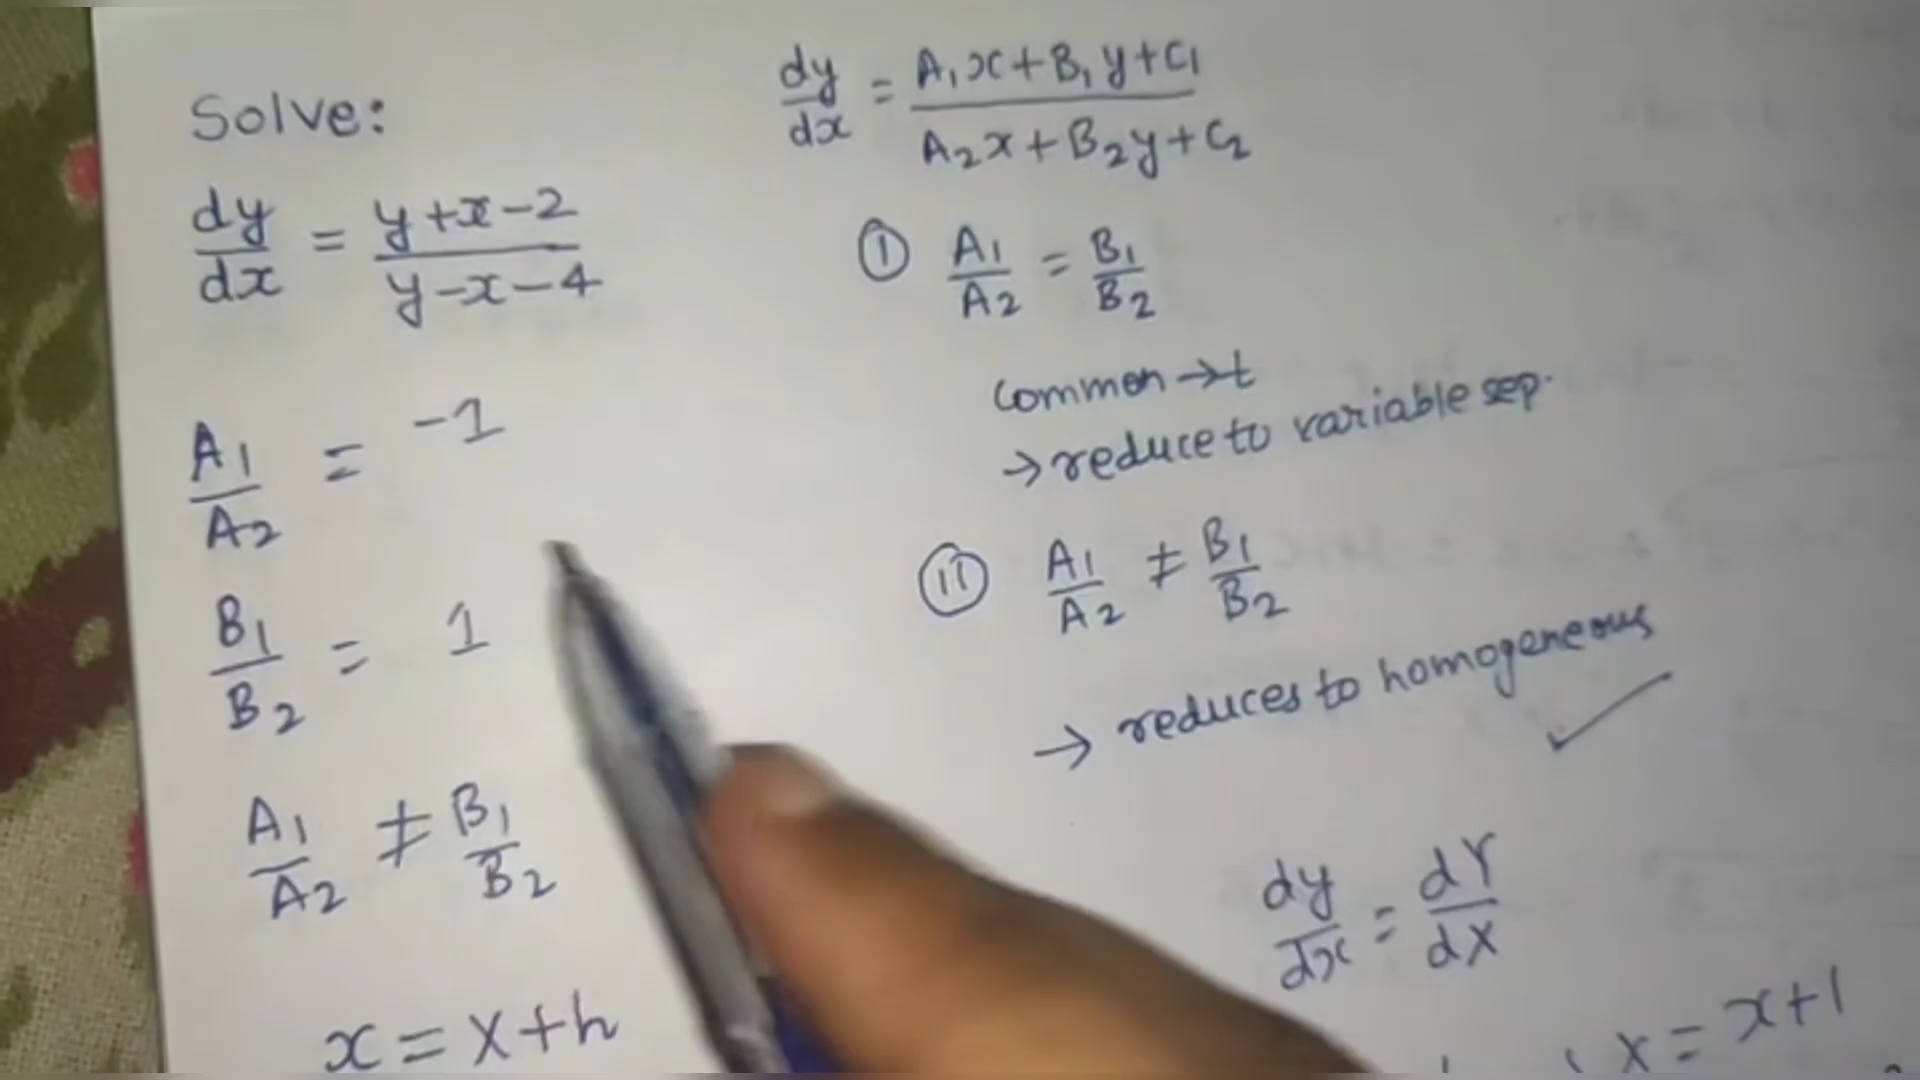 Solve:
dy/dx = (y+x-2)/(y-x-4)
A1/A2 = -1
B1/B2 = 1
A1/A2 ≠ B1/B2
x = X+h
dy/dx = (A1x+B1y+C1)/(A2x+B2y+C2)
(I) A1/A2 = B1/B2
Common → t
→ reduce to variable sep.
(II) A1/A2 ≠ B1/B2
→ reduces to homogeneous ✓
dy/dx = dY/dX
X = x+1